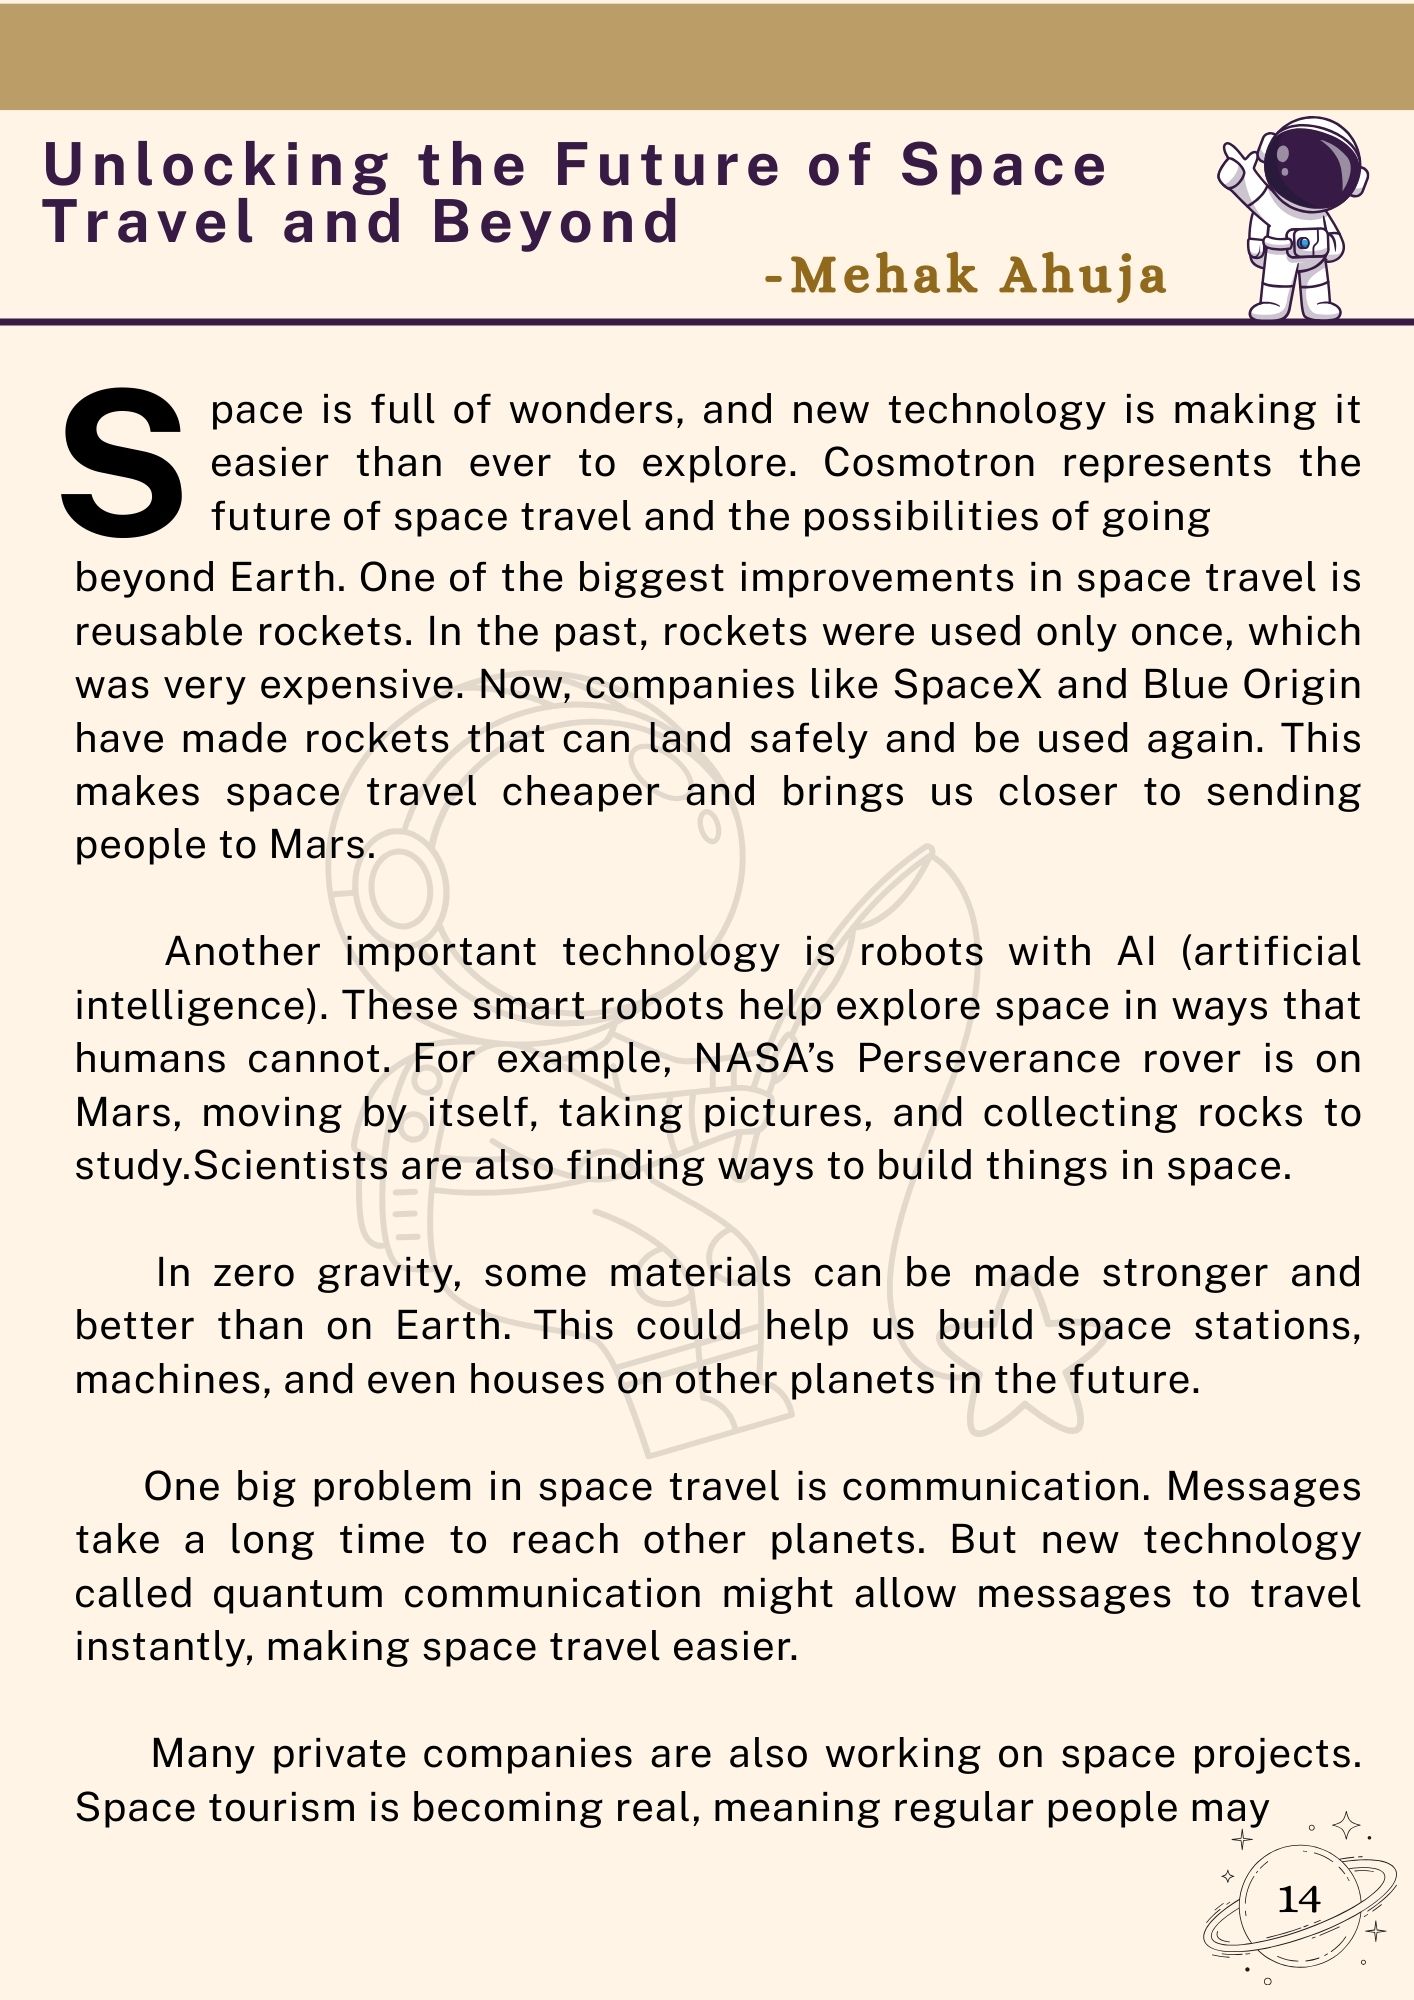 Unlocking the Future of Space
Travel and Beyond
-Mehak Ahuja
Space is full of wonders, and new technology is making it
easier than ever to explore. Cosmotron represents the
future of space travel and the possibilities of going
beyond Earth. One of the biggest improvements in space travel is
reusable rockets. In the past, rockets were used only once, which
was very expensive. Now, companies like SpaceX and Blue Origin
have made rockets that can land safely and be used again. This
makes space travel cheaper and brings us closer to sending
people to Mars.
Another important technology is robots with AI (artificial
intelligence). These smart robots help explore space in ways that
humans cannot. For example, NASA’s Perseverance rover is on
Mars, moving by itself, taking pictures, and collecting rocks to
study.Scientists are also finding ways to build things in space.
In zero gravity, some materials can be made stronger and
better than on Earth. This could help us build space stations,
machines, and even houses on other planets in the future.
One big problem in space travel is communication. Messages
take a long time to reach other planets. But new technology
called quantum communication might allow messages to travel
instantly, making space travel easier.
Many private companies are also working on space projects.
Space tourism is becoming real, meaning regular people may
14